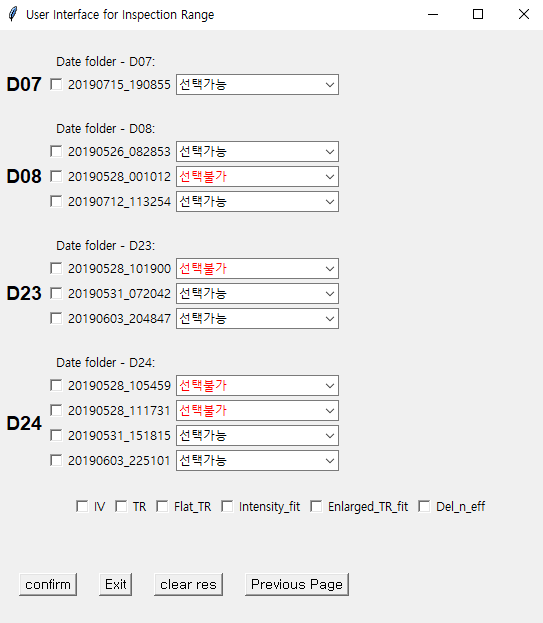 User Interface for Inspection Range
Date folder - D07:
D07 20190715_190855 선택가능
Date folder - D08:
20190526_082853 선택가능
D08 20190528_001012 선택불가
20190712_113254 선택가능
Date folder - D23:
20190528_101900 선택불가
D23 20190531_072042 선택가능
20190603_204847 선택가능
Date folder - D24:
20190528_105459 선택불가
20190528_111731 선택불가
D24
20190531_151815 선택가능
20190603_225101 선택가능
IV TR Flat_TR Intensity_fit Enlarged_TR_fit Del_n_eff
confirm Exit clear res Previous Page